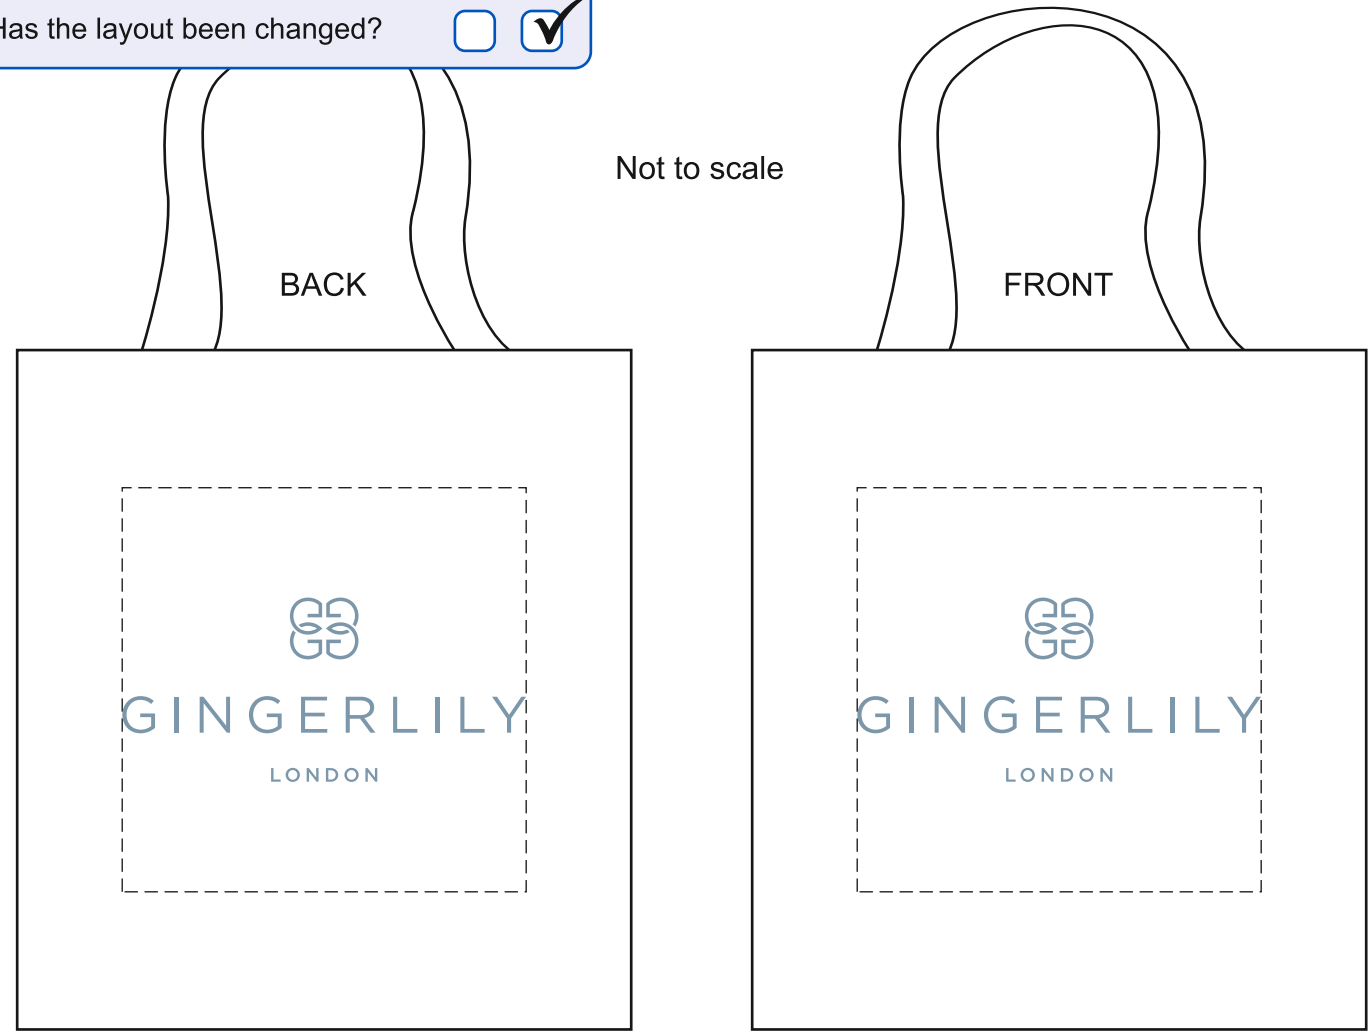 Has the layout been changed?
Not to scale
BACK
FRONT
GINGERLILY
LONDON
GINGERLILY
LONDON